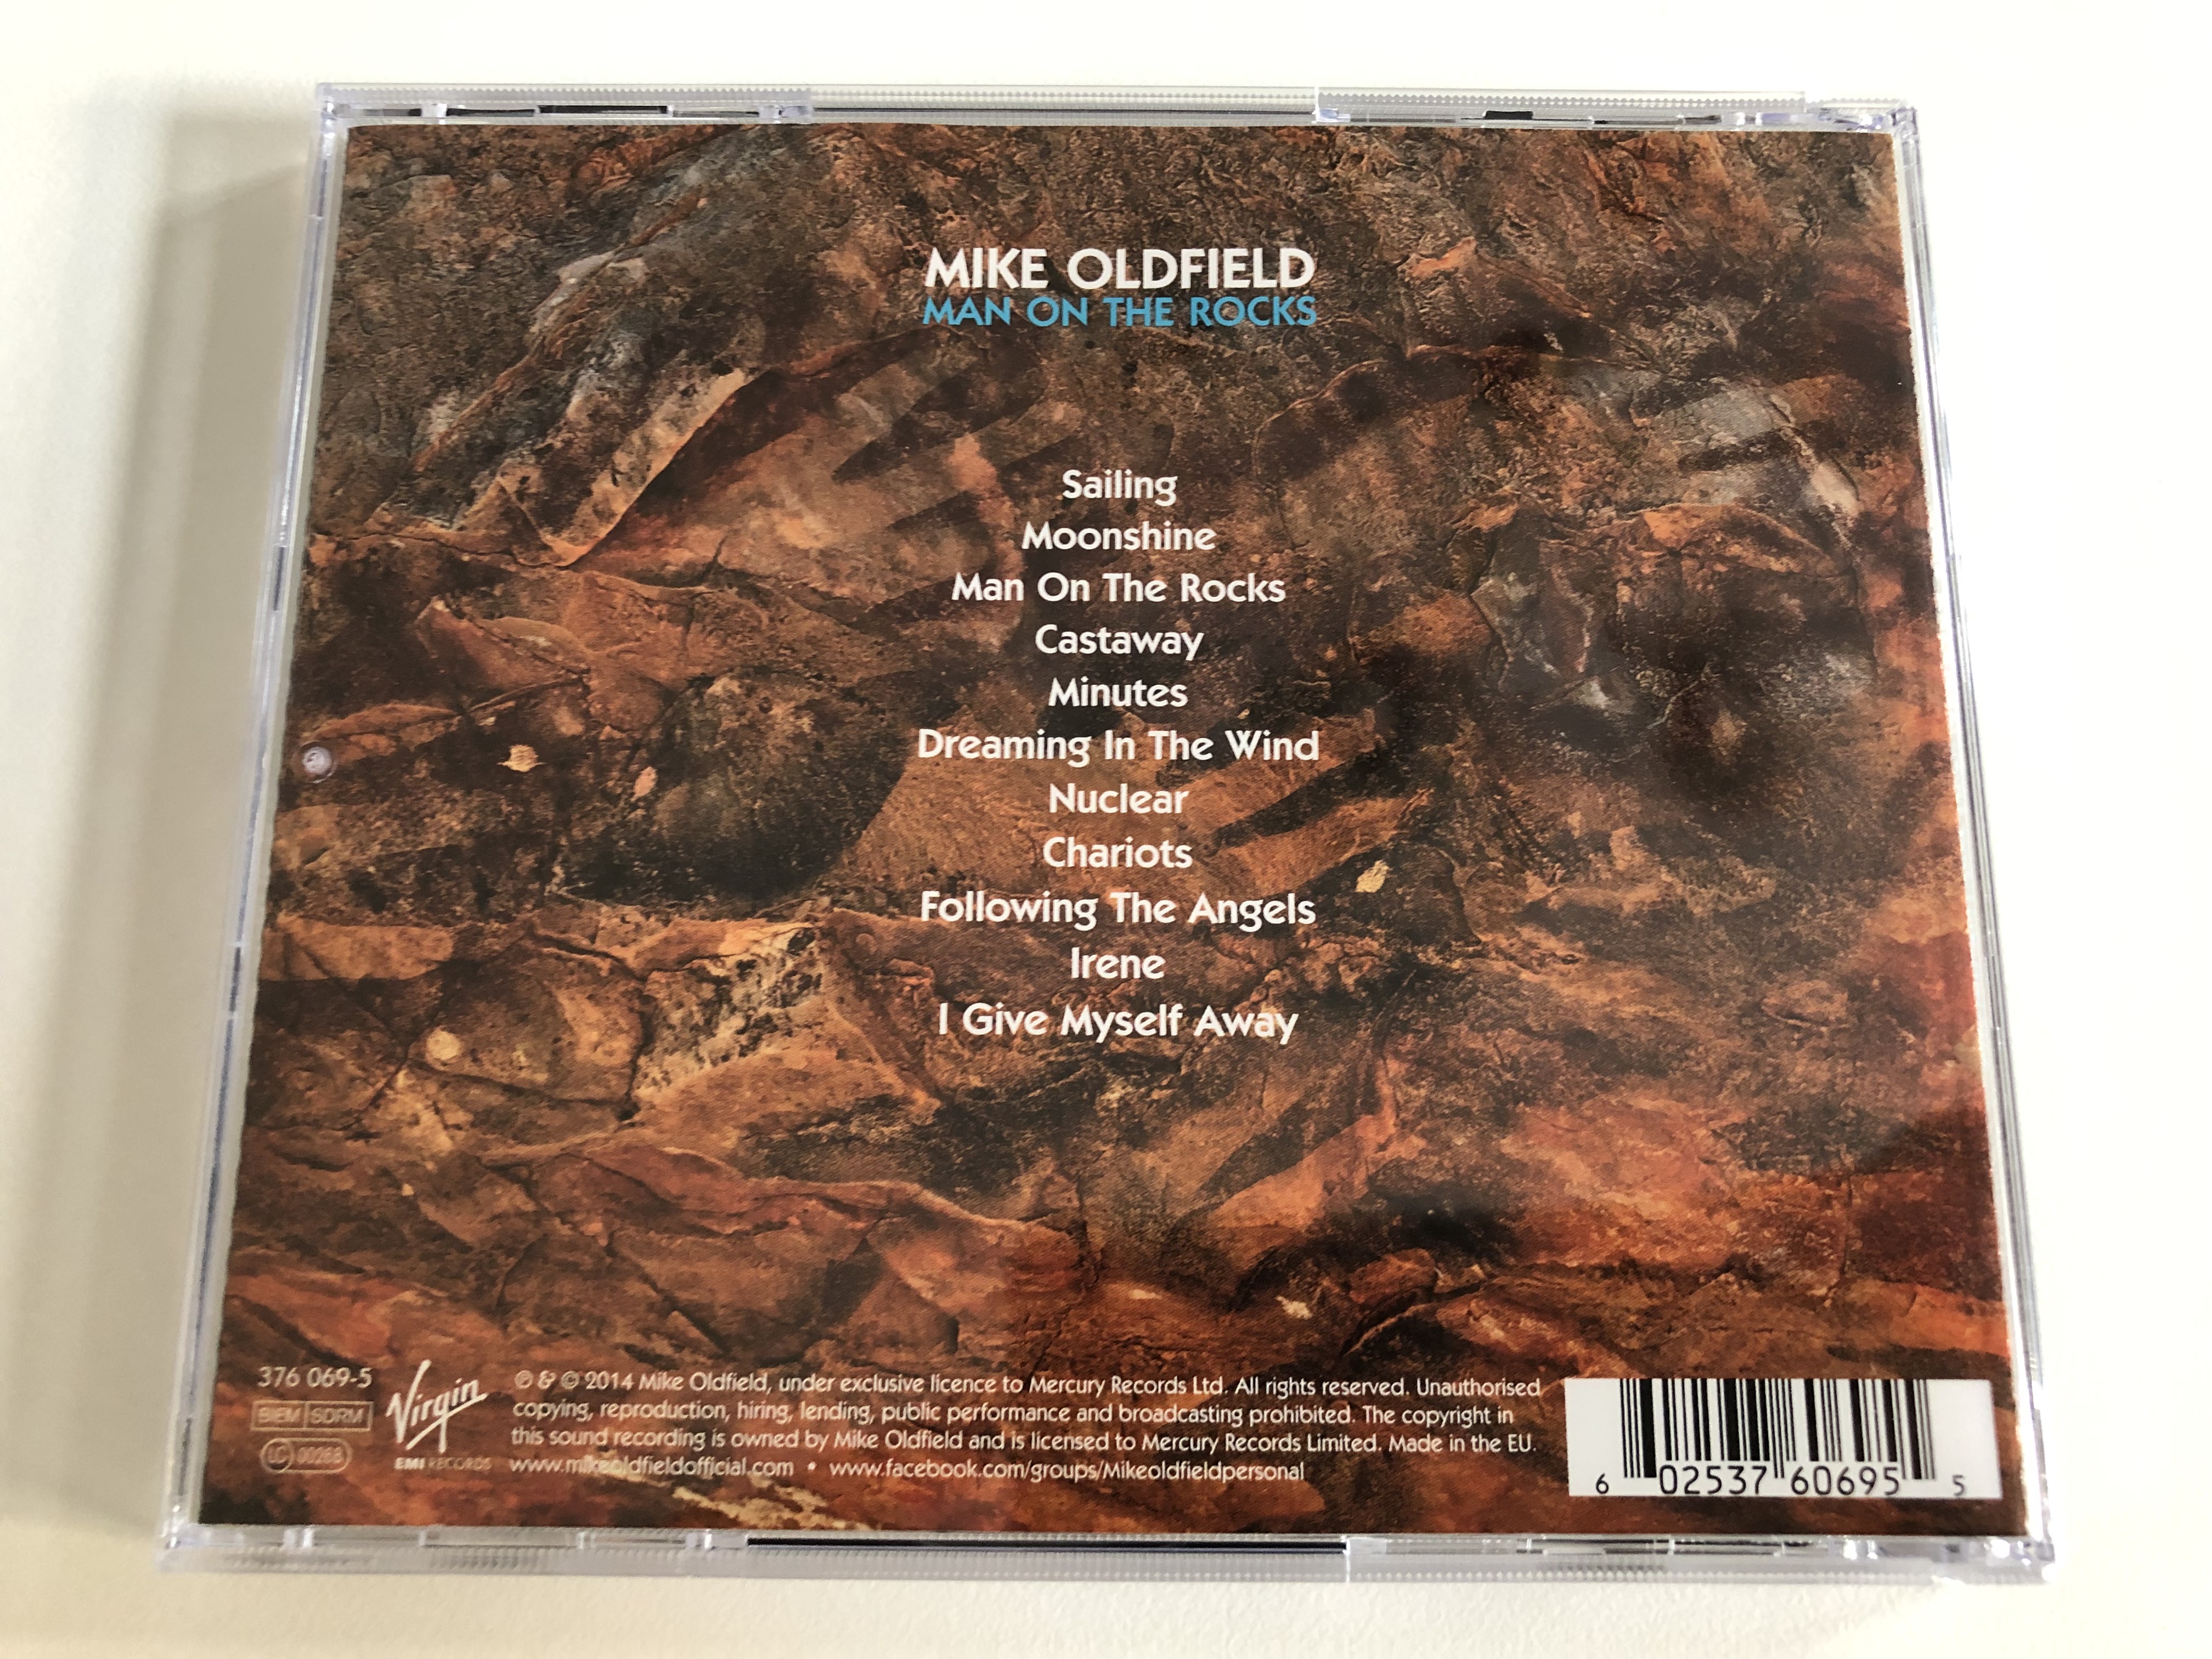 MIKE OLDFIELD
MAN ON THE ROCKS
Sailing
Moonshine
Man On The Rocks
Castaway
Minutes
Dreaming In The Wind
Nuclear
Chariots
Following The Angels
Irene
I Give Myself Away
376 069-5
BIEM SDRM
LC 00268
Virgin
EMI RECORDS
℗ & © 2014 Mike Oldfield, under exclusive licence to Mercury Records Ltd. All rights reserved. Unauthorised
copying, reproduction, hiring, lending, public performance and broadcasting prohibited. The copyright in
this sound recording is owned by Mike Oldfield and is licensed to Mercury Records Limited. Made in the EU.
www.mikeoldfieldofficial.com • www.facebook.com/groups/Mikeoldfieldpersonal
6 02537 60695 5